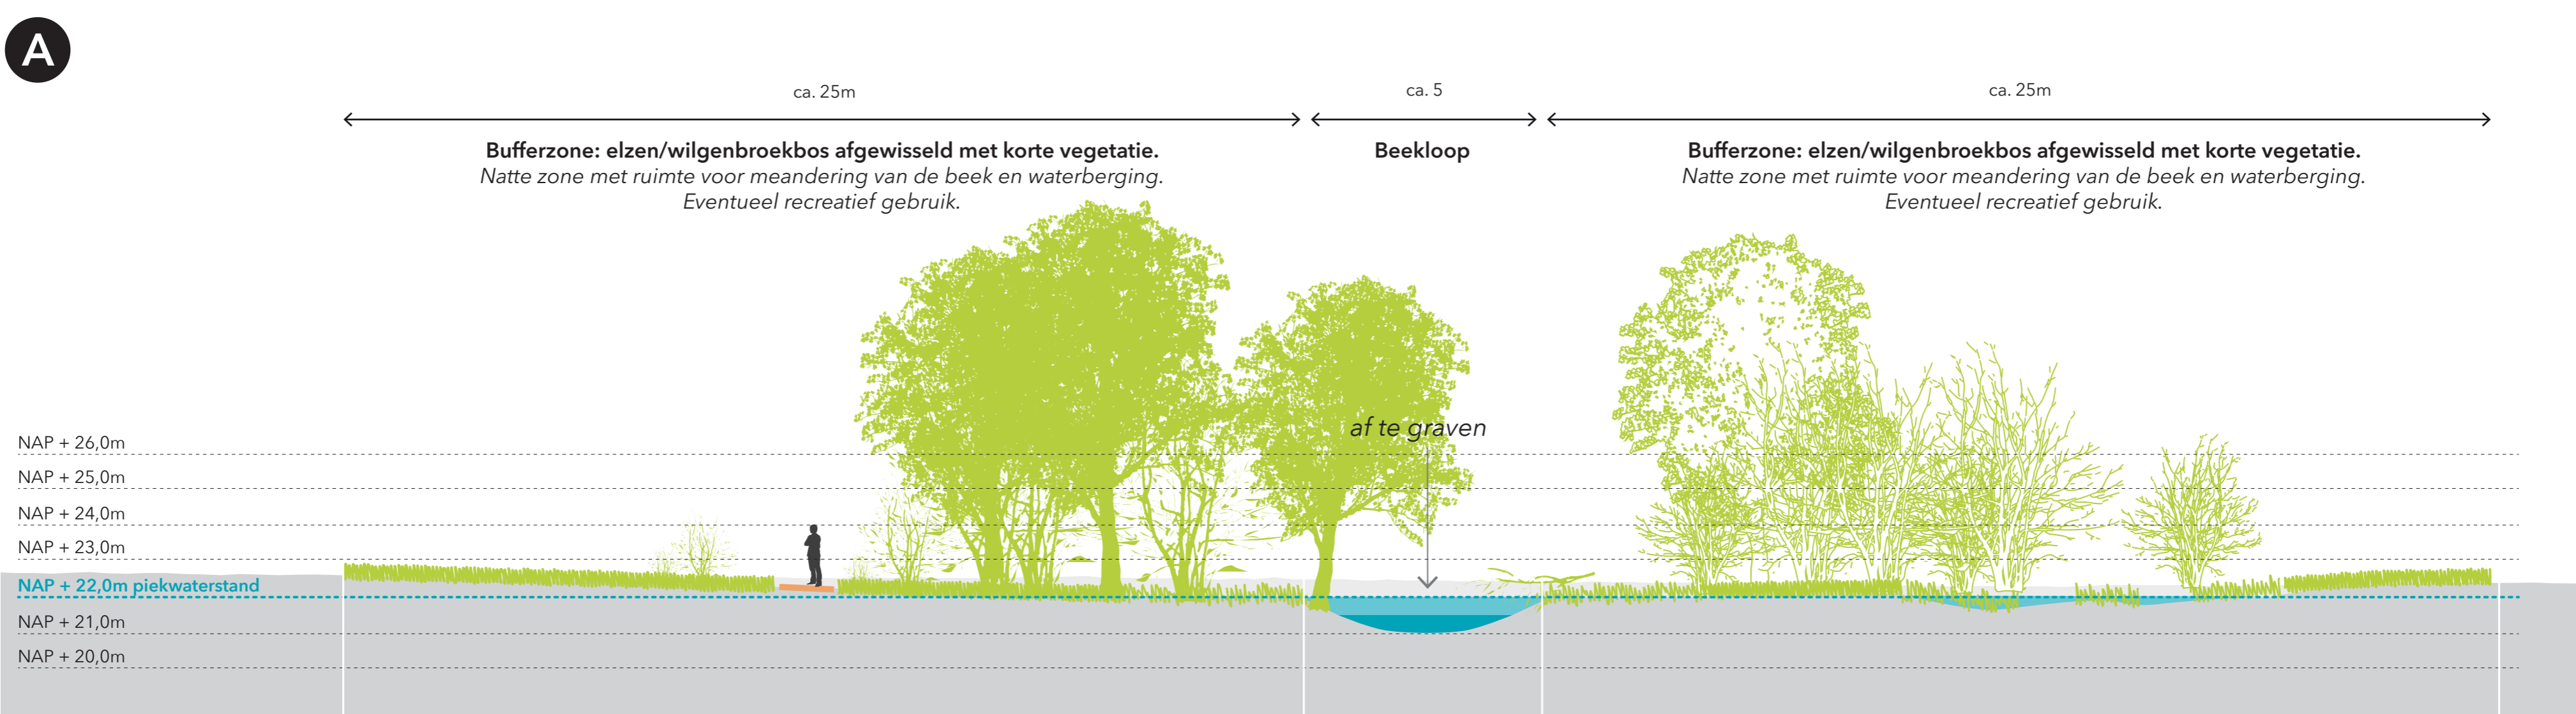 A
ca. 25m
ca. 5
ca. 25m
Bufferzone: elzen/wilgenbroekbos afgewisseld met korte vegetatie.
Natte zone met ruimte voor meandering van de beek en waterberging.
Eventueel recreatief gebruik.
Beekloop
Bufferzone: elzen/wilgenbroekbos afgewisseld met korte vegetatie.
Natte zone met ruimte voor meandering van de beek en waterberging.
Eventueel recreatief gebruik.
af te graven
NAP + 26,0m
NAP + 25,0m
NAP + 24,0m
NAP + 23,0m
NAP + 22,0m piekwaterstand
NAP + 21,0m
NAP + 20,0m